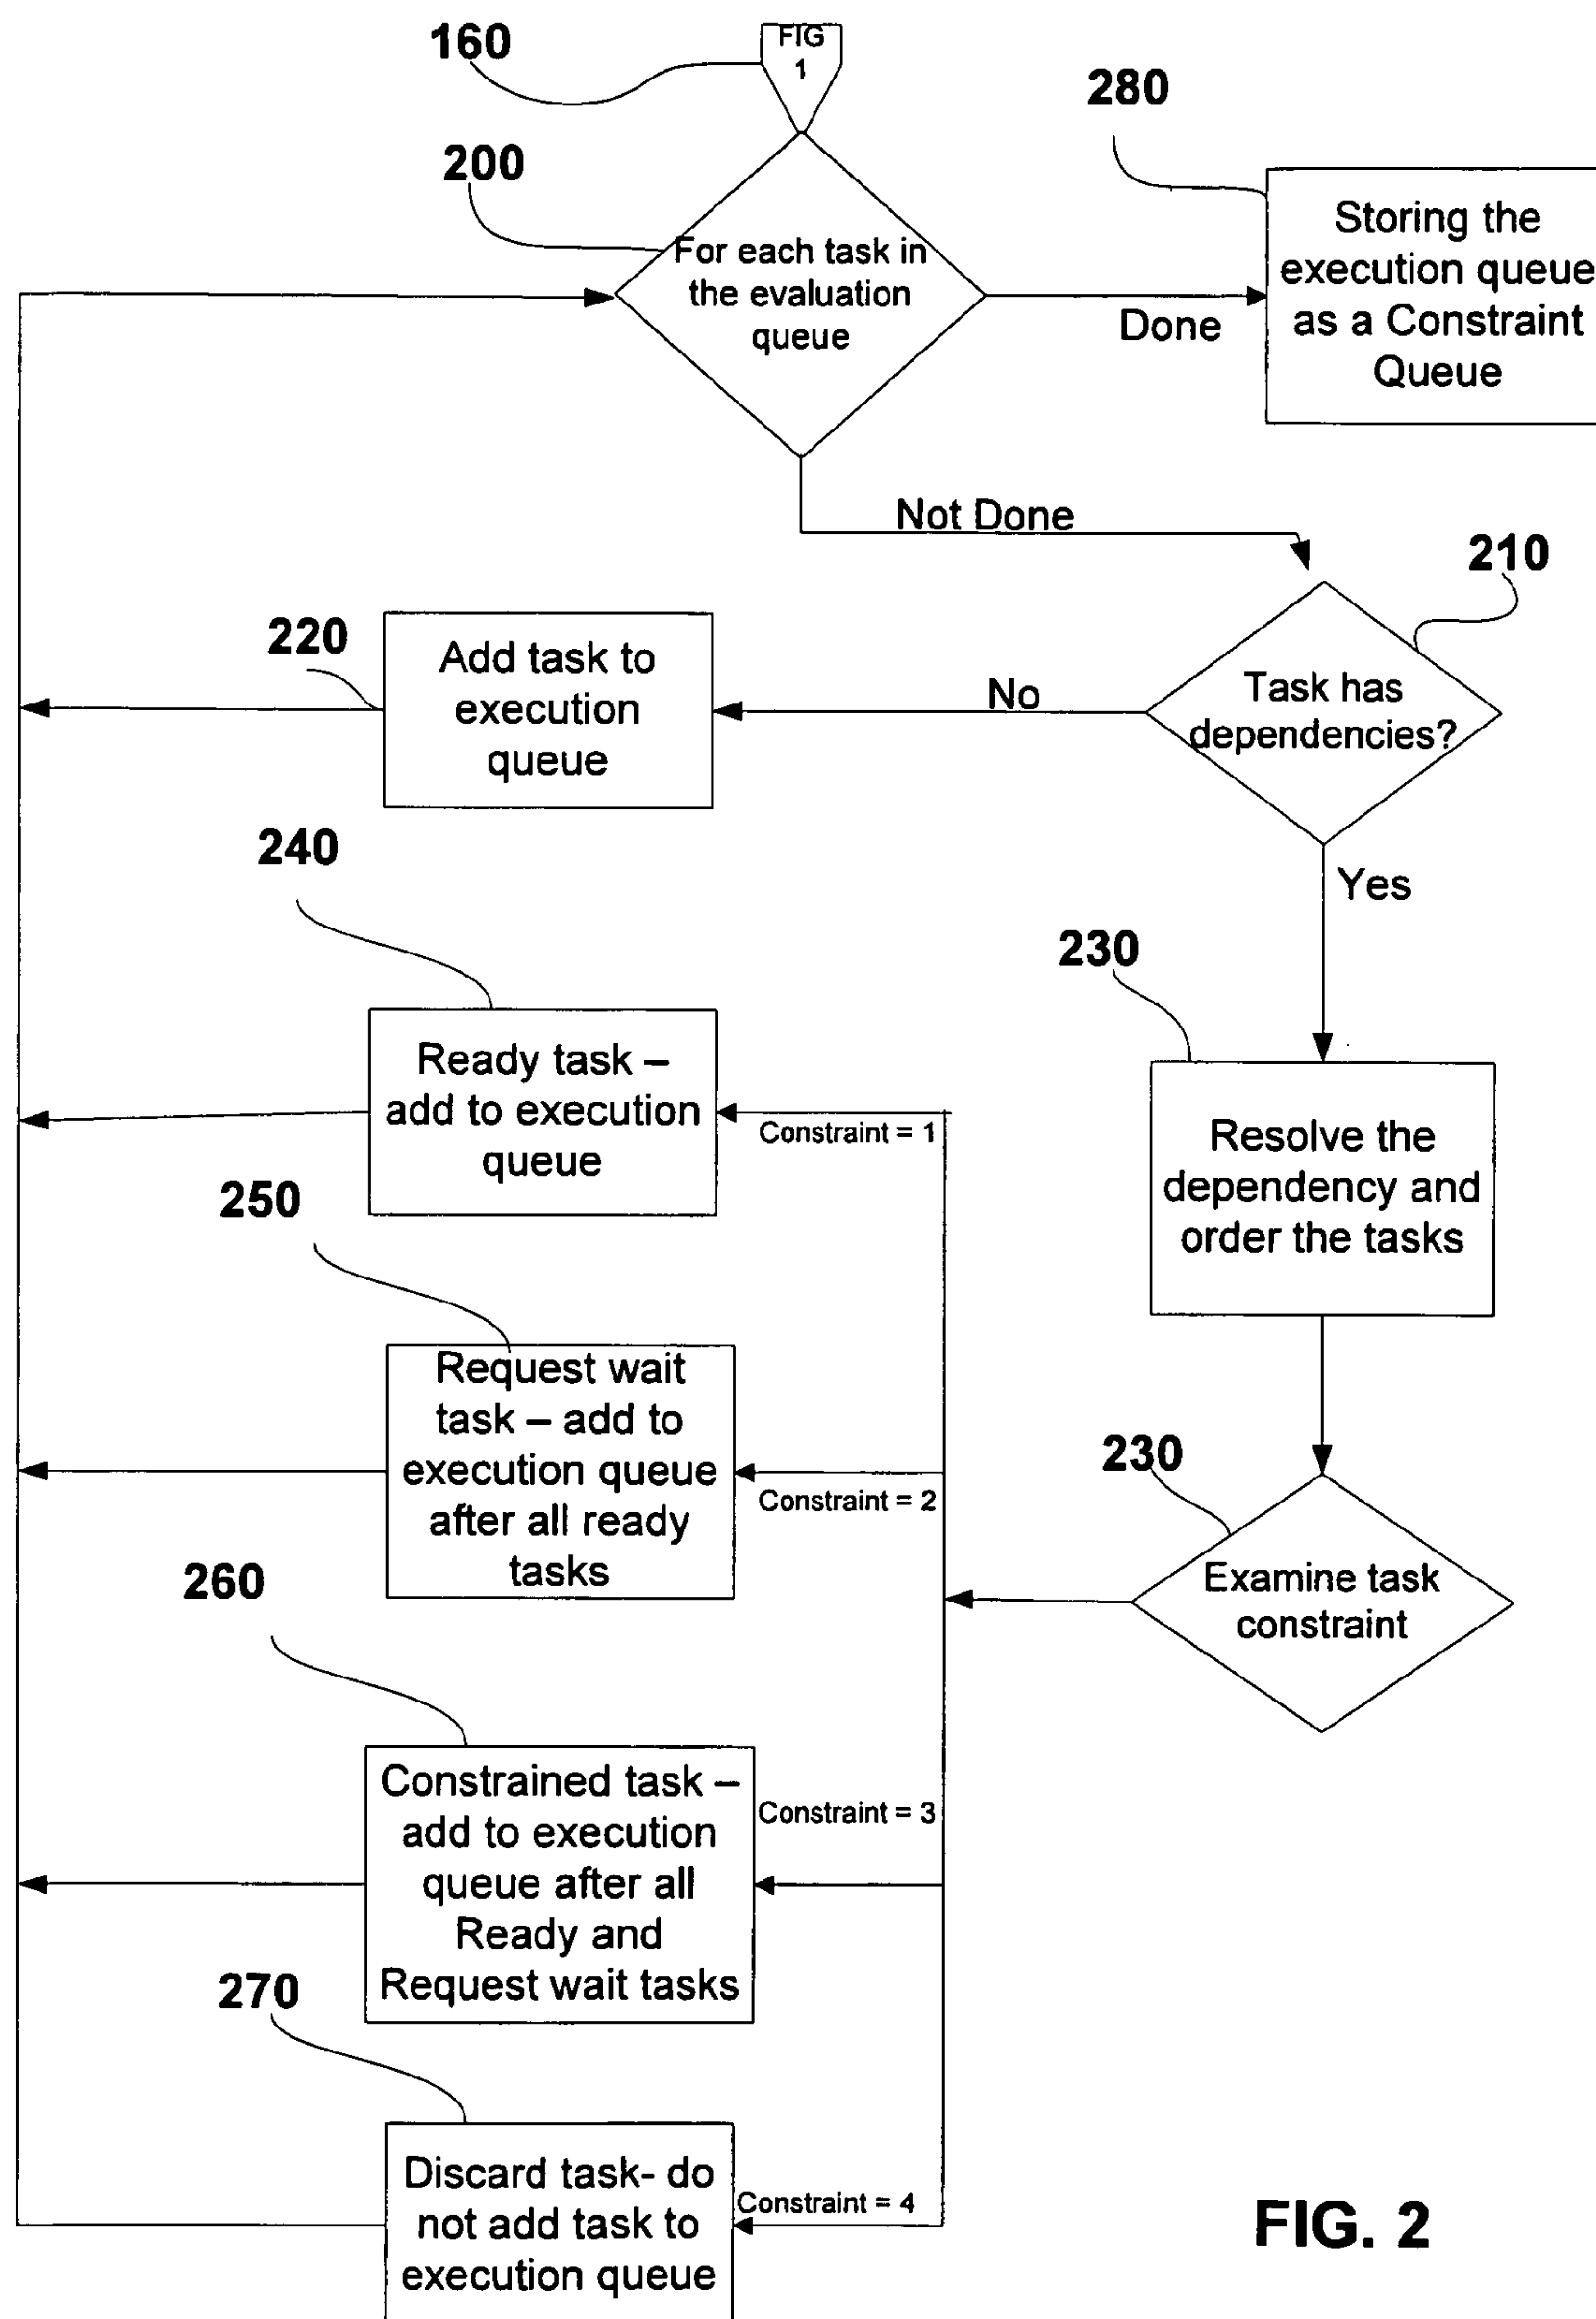 160
FIG
1
280
200
For each task in
the evaluation
queue
Storing the
execution queue
as a Constraint
Queue
Done
Not Done
210
220
Add task to
execution
queue
No
Task has
dependencies?
240
Yes
230
Ready task –
add to execution
queue
Constraint = 1
Resolve the
dependency and
order the tasks
250
Request wait
task – add to
execution queue
after all ready
tasks
Constraint = 2
230
Examine task
constraint
260
Constrained task –
add to execution
queue after all
Ready and
Request wait tasks
Constraint = 3
270
Discard task- do
not add task to
execution queue
Constraint = 4
FIG. 2